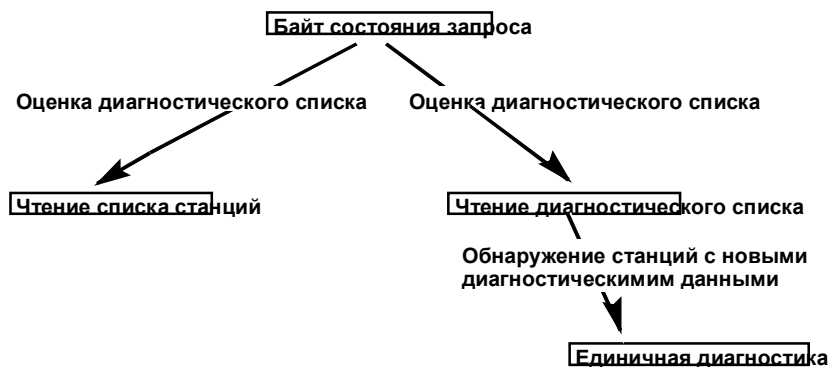 Байт состояния запроса
Оценка диагностического списка
Оценка диагностического списка
Чтение списка станций
Чтение диагностического списка
Обнаружение станций с новыми
диагностическимим данными
Единичная диагностика